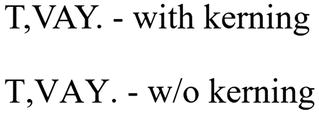 T,VAY. - with kerning
T,VAY. - w/o kerning